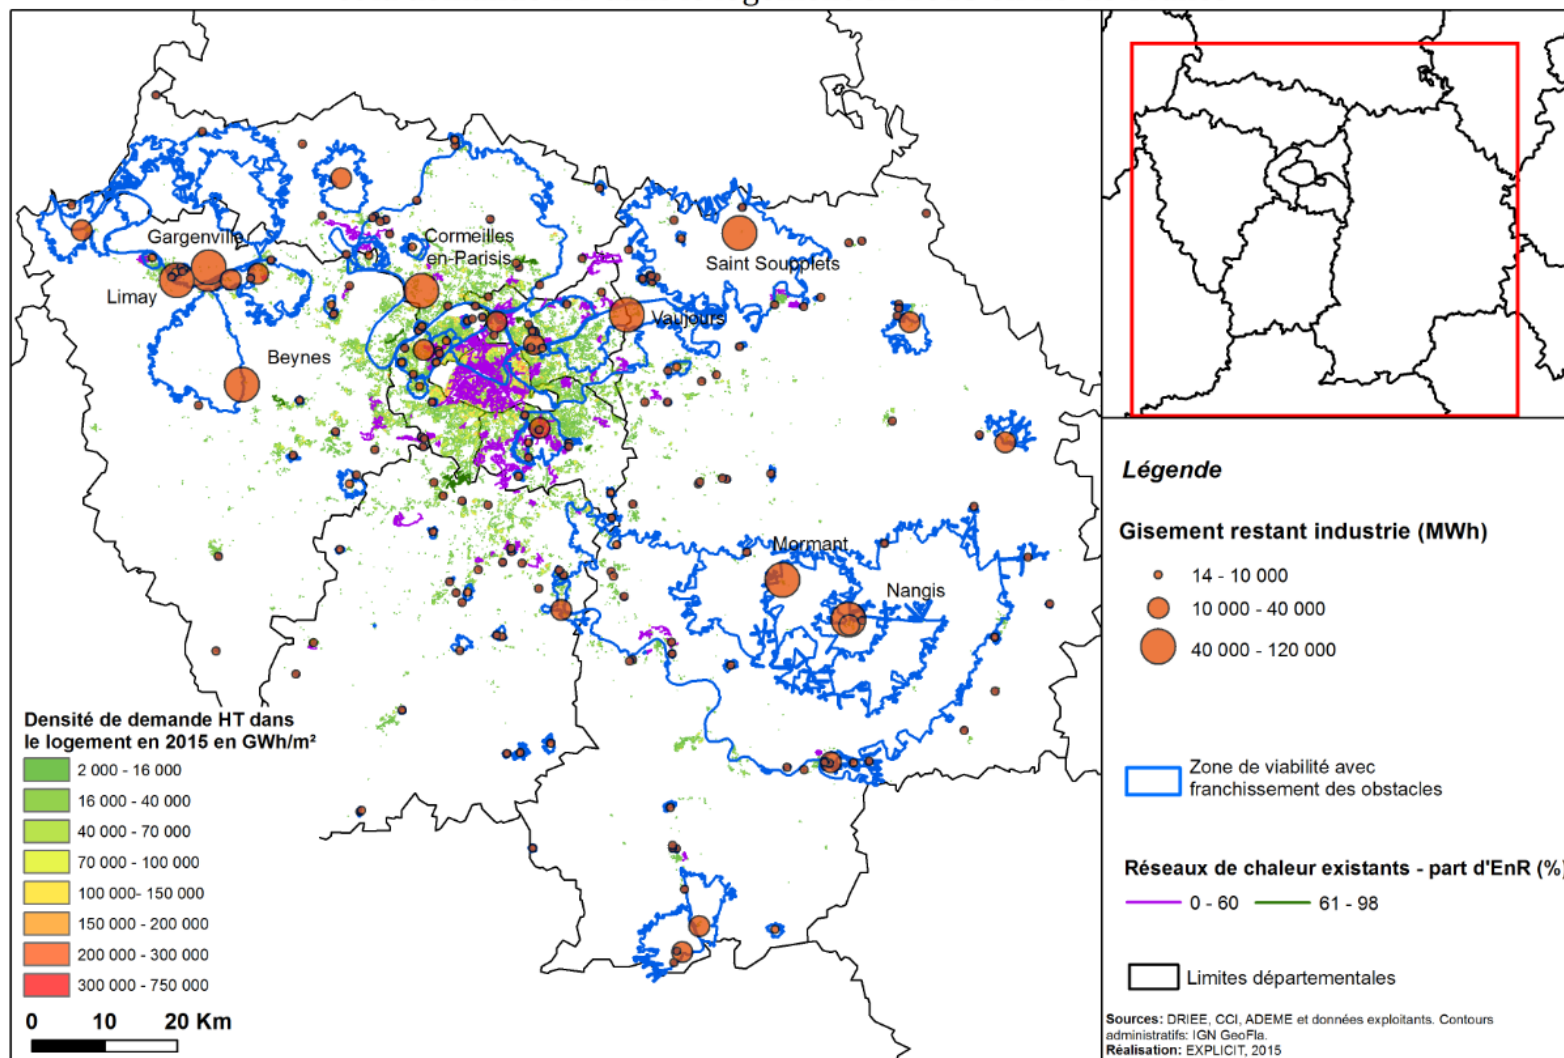 Gargenville
Limay
Cormeilles
en-Parisis
Saint Soupplets
Vaujours
Beynes
Mormant
Nangis
Densité de demande HT dans
le logement en 2015 en GWh/m²
2 000 - 16 000
16 000 - 40 000
40 000 - 70 000
70 000 - 100 000
100 000- 150 000
150 000 - 200 000
200 000 - 300 000
300 000 - 750 000
0 10 20 Km
Légende
Gisement restant industrie (MWh)
14 - 10 000
10 000 - 40 000
40 000 - 120 000
Zone de viabilité avec
franchissement des obstacles
Réseaux de chaleur existants - part d'EnR (%)
0 - 60 61 - 98
Limites départementales
Sources: DRIEE, CCI, ADEME et données exploitants. Contours
administratifs: IGN GeoFla.
Réalisation: EXPLICIT, 2015